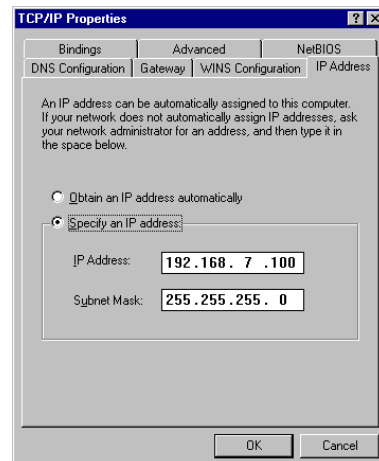 TCP/IP Properties
Bindings Advanced NetBIOS
DNS Configuration Gateway WINS Configuration IP Address
An IP address can be automatically assigned to this computer.
If your network does not automatically assign IP addresses, ask
your network administrator for an address, and then type it in
the space below.
Obtain an IP address automatically
Specify an IP address:
IP Address: 192.168. 7 .100
Subnet Mask: 255.255.255. 0
OK Cancel